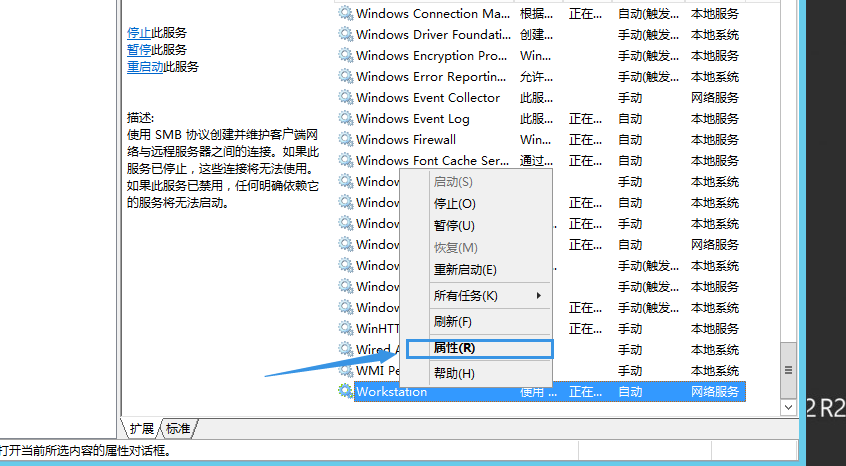 停止此服务
暂停此服务
重启动此服务
描述:
使用 SMB 协议创建并维护客户端网
络与远程服务器之间的连接。如果此
服务已停止，这些连接将无法使用。
如果此服务已禁用，任何明确依赖它
的服务将无法启动。
Windows Connection Ma... 根据... 正在... 自动(触发... 本地服务
Windows Driver Foundati... 创建... 手动(触发... 本地系统
Windows Encryption Pro... Win... 手动(触发... 本地服务
Windows Error Reportin... 允许... 手动(触发... 本地系统
Windows Event Collector 此服... 手动 网络服务
Windows Event Log 此服... 正在... 自动 本地服务
Windows Firewall Win... 正在... 自动 本地服务
Windows Font Cache Ser... 通过... 正在... 自动 本地服务
Windo 手动 本地系统
Windo 正在... 自动 本地系统
Windo 正在... 手动 本地系统
Windo 正在... 自动 网络服务
Windo 手动(触发... 本地系统
Windo 手动(触发... 本地服务
Windo 正在... 手动(触发... 本地系统
WinHTT 正在... 手动 本地服务
Wired A 手动 本地系统
WMI Pe 手动 本地系统
Workstation 使用 ... 正在... 自动 网络服务
启动(S)
停止(O)
暂停(U)
恢复(M)
重新启动(E)
所有任务(K)
刷新(F)
属性(R)
帮助(H)
扩展 标准
打开当前所选内容的属性对话框。
2 R2